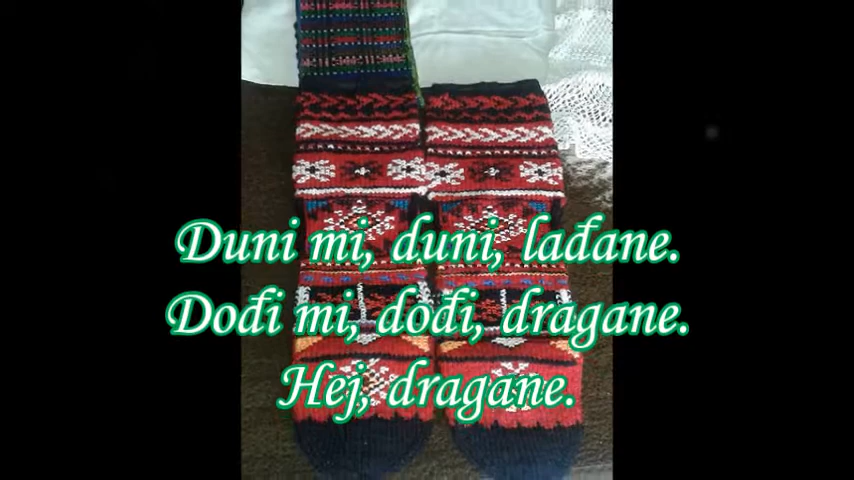 Duni mi, duni, lađane.
Dođi mi, dođi, dragane.
Hej, dragane.